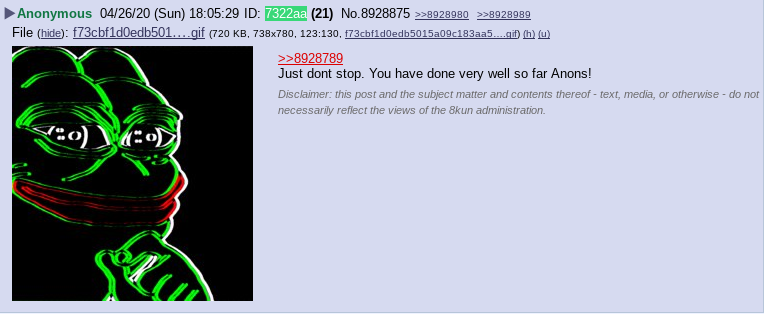 ▶Anonymous 04/26/20 (Sun) 18:05:29 ID: 7322aa (21) No.8928875 >>8928980 >>8928989
File (hide): f73cbf1d0edb501….gif (720 KB, 738x780, 123:130, f73cbf1d0edb5015a09c183aa5….gif) (h) (u)
>>8928789
Just dont stop. You have done very well so far Anons!
Disclaimer: this post and the subject matter and contents thereof - text, media, or otherwise - do not
necessarily reflect the views of the 8kun administration.